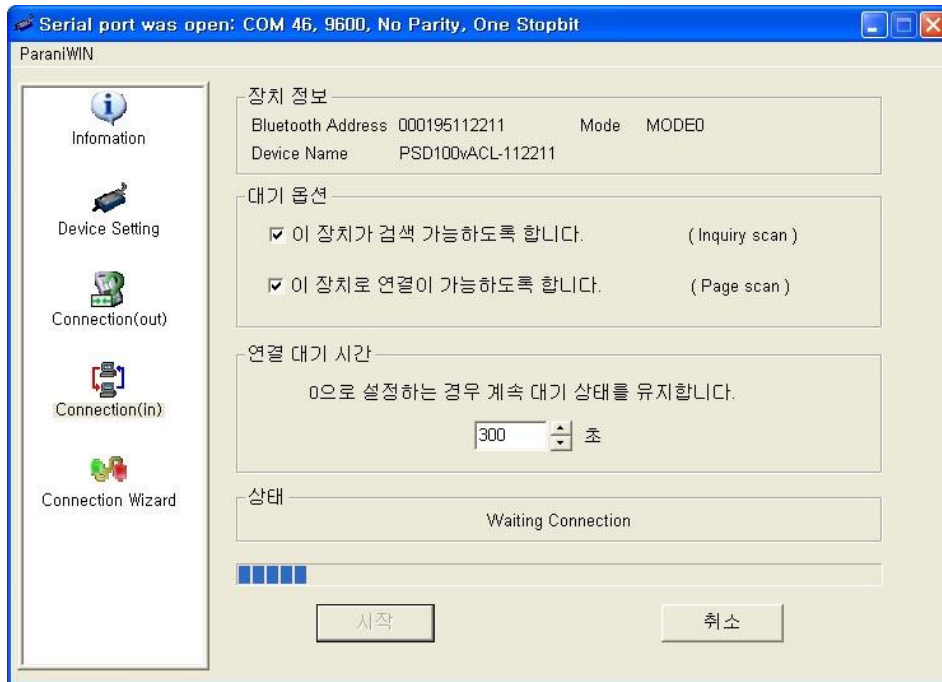 Serial port was open: COM 46, 9600, No Parity, One Stopbit
ParaniWIN
Infomation
Device Setting
Connection(out)
Connection(in)
Connection Wizard
장치 정보
Bluetooth Address 000195112211 Mode MODE0
Device Name PSD100vACL-112211
대기 옵션
이 장치가 검색 가능하도록 합니다. ( Inquiry scan )
이 장치로 연결이 가능하도록 합니다. ( Page scan )
연결 대기 시간
0으로 설정하는 경우 계속 대기 상태를 유지합니다.
300 초
상태
Waiting Connection
시작 취소